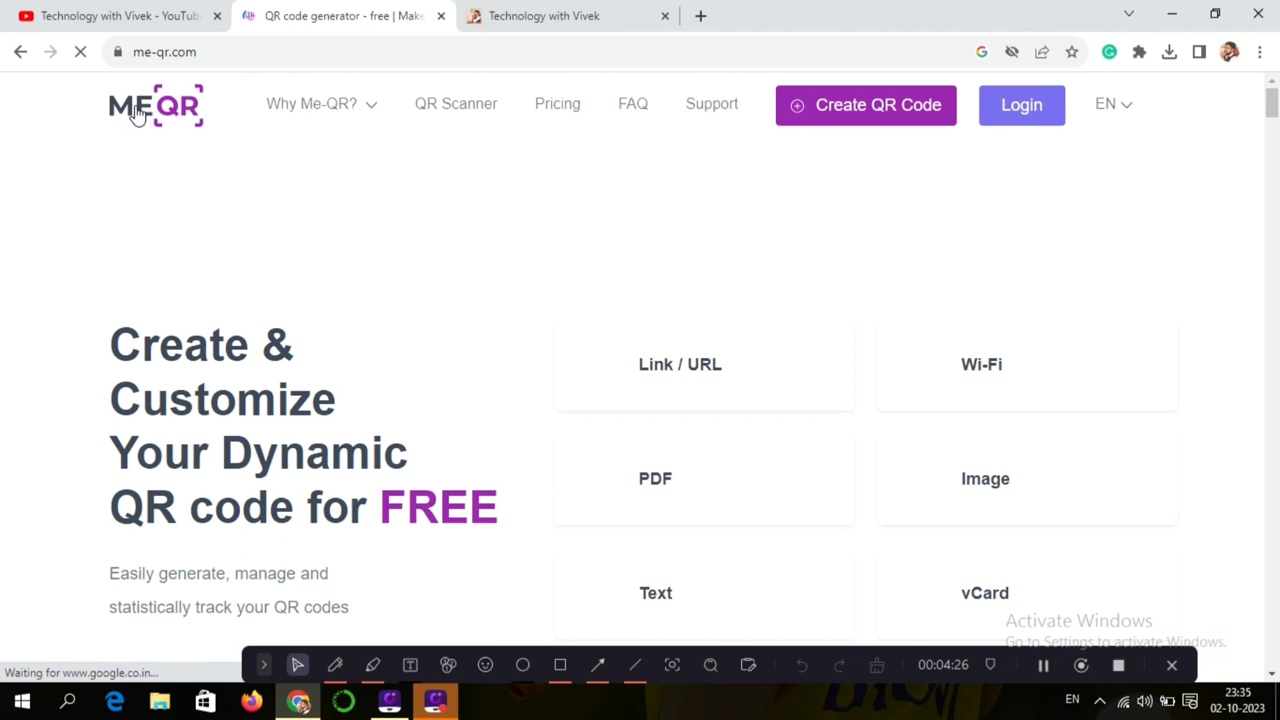 Technology with Vivek - YouTub
QR code generator - free | Make
Technology with Vivek
me-qr.com
ME QR
Why Me-QR?
QR Scanner
Pricing
FAQ
Support
Create QR Code
Login
EN
Create &
Customize
Your Dynamic
QR code for FREE
Easily generate, manage and
statistically track your QR codes
Link / URL
Wi-Fi
PDF
Image
Text
vCard
Activate Windows
Go to Settings to activate Windows.
Waiting for www.google.co.in...
00:04:26
EN
23:35
02-10-2023